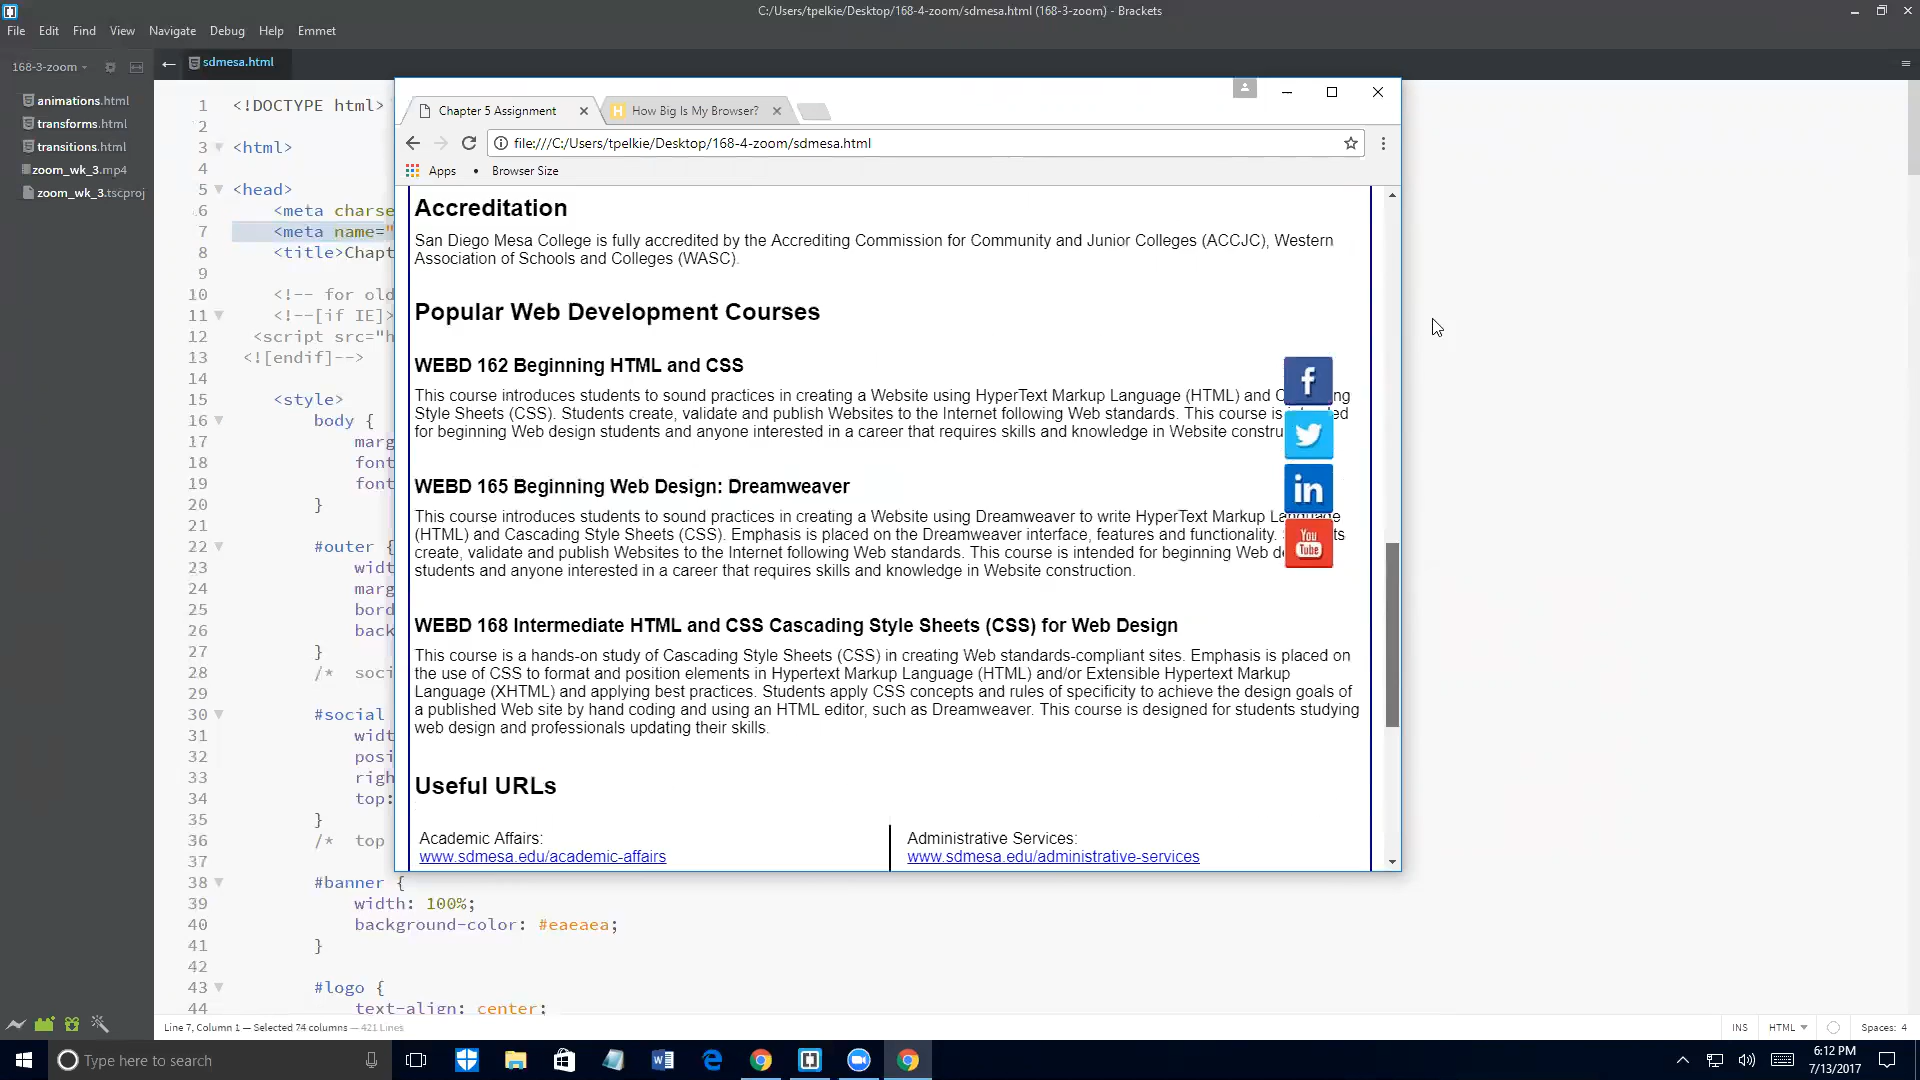 C:/Users/tpelkie/Desktop/168-4-zoom/sdmesa.html (168-3-zoom) - Brackets
File Edit Find View Navigate Debug Help Emmet
168-3-zoom
animations.html
transforms.html
transitions.html
zoom_wk_3.mp4
zoom_wk_3.tscproj
sdmesa.html
1 <!DOCTYPE html>
2
3 <html>
4
5 <head>
6 <meta charse
7 <meta name="
8 <title>Chapt
9
10 <!-- for old
11 <!--[if IE]>
12 <script src="h
13 <![endif]-->
14
15 <style>
16 body {
17 marg
18 font
19 font
20 }
21
22 #outer {
23 widt
24 marg
25 bord
26 back
27 }
28 /* soci
29
30 #social
31 widt
32 posi
33 righ
34 top:
35 }
36 /* top
37
38 #banner {
39 width: 100%;
40 background-color: #eaeaea;
41 }
42
43 #logo {
44 text-align: center;
Chapter 5 Assignment
How Big Is My Browser?
file:///C:/Users/tpelkie/Desktop/168-4-zoom/sdmesa.html
Apps • Browser Size
Accreditation
San Diego Mesa College is fully accredited by the Accrediting Commission for Community and Junior Colleges (ACCJC), Western
Association of Schools and Colleges (WASC).
Popular Web Development Courses
WEBD 162 Beginning HTML and CSS
This course introduces students to sound practices in creating a Website using HyperText Markup Language (HTML) and C ng
Style Sheets (CSS). Students create, validate and publish Websites to the Internet following Web standards. This course is ed
for beginning Web design students and anyone interested in a career that requires skills and knowledge in Website constru
WEBD 165 Beginning Web Design: Dreamweaver
This course introduces students to sound practices in creating a Website using Dreamweaver to write HyperText Markup Language
(HTML) and Cascading Style Sheets (CSS). Emphasis is placed on the Dreamweaver interface, features and functionality. ts
create, validate and publish Websites to the Internet following Web standards. This course is intended for beginning Web de
students and anyone interested in a career that requires skills and knowledge in Website construction.
WEBD 168 Intermediate HTML and CSS Cascading Style Sheets (CSS) for Web Design
This course is a hands-on study of Cascading Style Sheets (CSS) in creating Web standards-compliant sites. Emphasis is placed on
the use of CSS to format and position elements in Hypertext Markup Language (HTML) and/or Extensible Hypertext Markup
Language (XHTML) and applying best practices. Students apply CSS concepts and rules of specificity to achieve the design goals of
a published Web site by hand coding and using an HTML editor, such as Dreamweaver. This course is designed for students studying
web design and professionals updating their skills.
Useful URLs
Academic Affairs:
www.sdmesa.edu/academic-affairs
Administrative Services:
www.sdmesa.edu/administrative-services
f
in
You
Tube
Line 7, Column 1 — Selected 74 columns — 421 Lines
INS HTML Spaces: 4
Type here to search
6:12 PM
7/13/2017